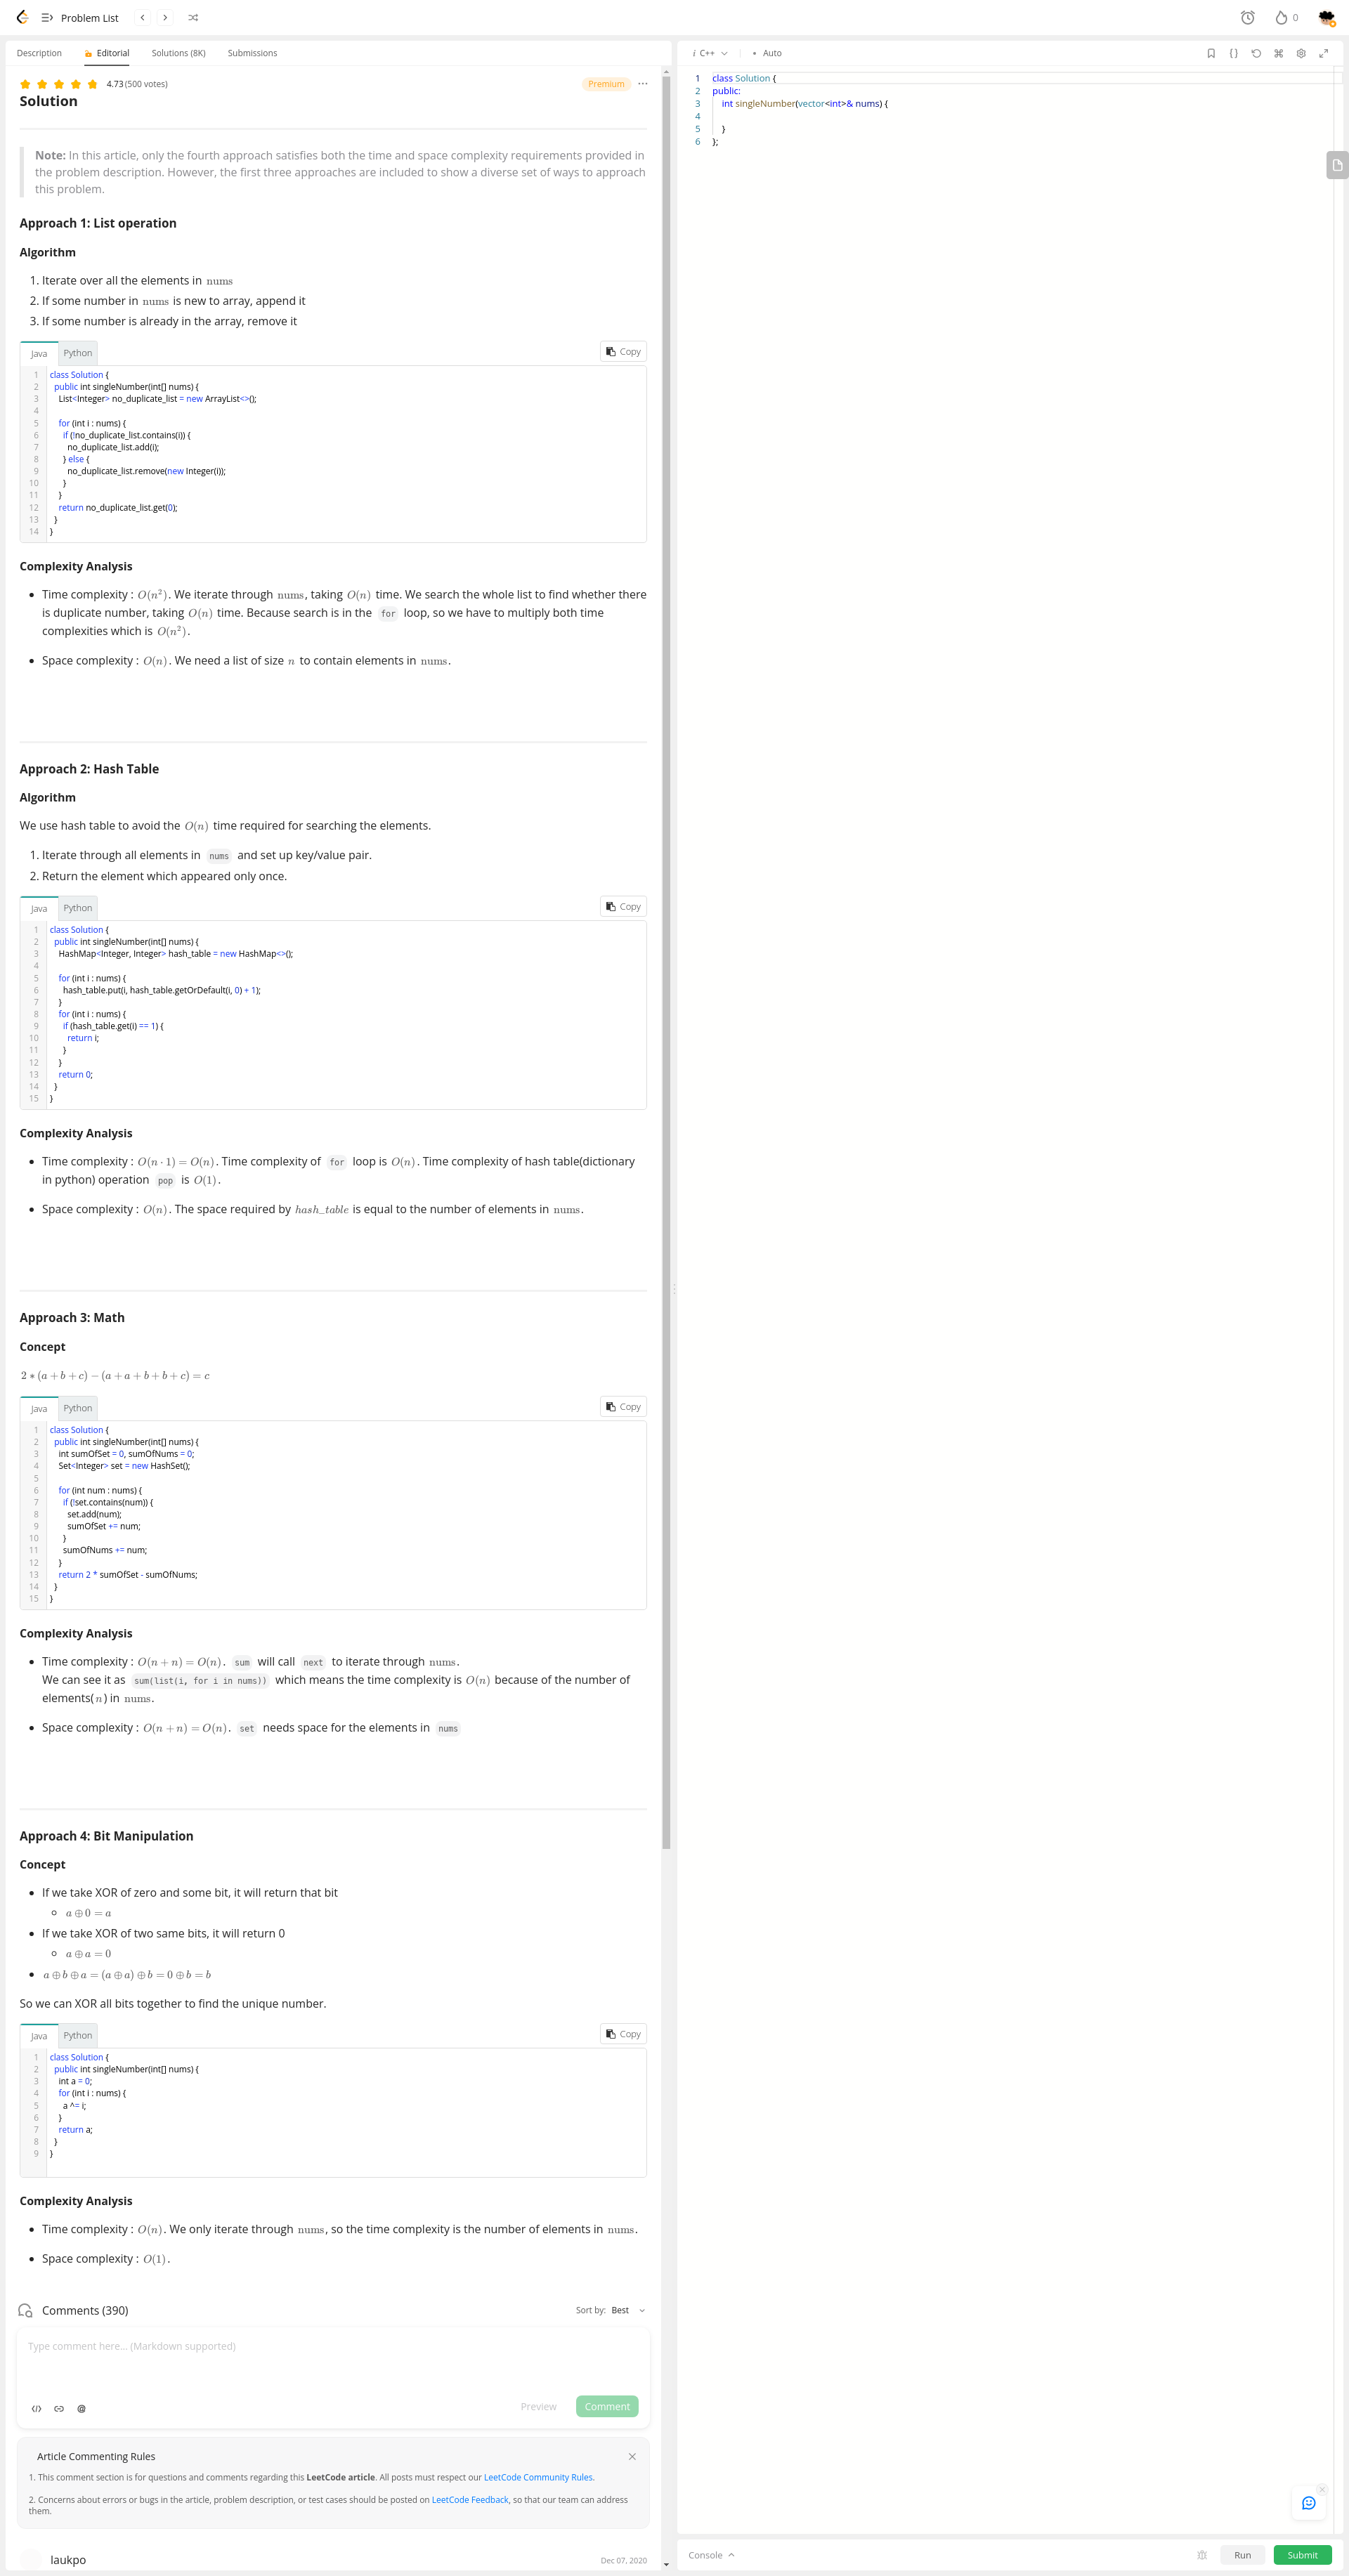 Problem List
0
Description Editorial Solutions (8K) Submissions
4.73 (500 votes) Premium
Solution
Note: In this article, only the fourth approach satisfies both the time and space complexity requirements provided in
the problem description. However, the first three approaches are included to show a diverse set of ways to approach
this problem.
Approach 1: List operation
Algorithm
1. Iterate over all the elements in nums
2. If some number in nums is new to array, append it
3. If some number is already in the array, remove it
Java Python Copy
1 class Solution {
2 public int singleNumber(int[] nums) {
3 List<Integer> no_duplicate_list = new ArrayList<>();
4
5 for (int i : nums) {
6 if (!no_duplicate_list.contains(i)) {
7 no_duplicate_list.add(i);
8 } else {
9 no_duplicate_list.remove(new Integer(i));
10 }
11 }
12 return no_duplicate_list.get(0);
13 }
14 }
Complexity Analysis
• Time complexity : O(n²). We iterate through nums, taking O(n) time. We search the whole list to find whether there
is duplicate number, taking O(n) time. Because search is in the for loop, so we have to multiply both time
complexities which is O(n²).
• Space complexity : O(n). We need a list of size n to contain elements in nums.
Approach 2: Hash Table
Algorithm
We use hash table to avoid the O(n) time required for searching the elements.
1. Iterate through all elements in nums and set up key/value pair.
2. Return the element which appeared only once.
Java Python Copy
1 class Solution {
2 public int singleNumber(int[] nums) {
3 HashMap<Integer, Integer> hash_table = new HashMap<>();
4
5 for (int i : nums) {
6 hash_table.put(i, hash_table.getOrDefault(i, 0) + 1);
7 }
8 for (int i : nums) {
9 if (hash_table.get(i) == 1) {
10 return i;
11 }
12 }
13 return 0;
14 }
15 }
Complexity Analysis
• Time complexity : O(n · 1) = O(n). Time complexity of for loop is O(n). Time complexity of hash table(dictionary
in python) operation pop is O(1).
• Space complexity : O(n). The space required by hash_table is equal to the number of elements in nums.
Approach 3: Math
Concept
2 ∗ (a + b + c) − (a + a + b + b + c) = c
Java Python Copy
1 class Solution {
2 public int singleNumber(int[] nums) {
3 int sumOfSet = 0, sumOfNums = 0;
4 Set<Integer> set = new HashSet();
5
6 for (int num : nums) {
7 if (!set.contains(num)) {
8 set.add(num);
9 sumOfSet += num;
10 }
11 sumOfNums += num;
12 }
13 return 2 * sumOfSet - sumOfNums;
14 }
15 }
Complexity Analysis
• Time complexity : O(n + n) = O(n). sum will call next to iterate through nums.
We can see it as sum(list(i, for i in nums)) which means the time complexity is O(n) because of the number of
elements(n) in nums.
• Space complexity : O(n + n) = O(n). set needs space for the elements in nums
Approach 4: Bit Manipulation
Concept
• If we take XOR of zero and some bit, it will return that bit
◦ a ⊕ 0 = a
• If we take XOR of two same bits, it will return 0
◦ a ⊕ a = 0
• a ⊕ b ⊕ a = (a ⊕ a) ⊕ b = 0 ⊕ b = b
So we can XOR all bits together to find the unique number.
Java Python Copy
1 class Solution {
2 public int singleNumber(int[] nums) {
3 int a = 0;
4 for (int i : nums) {
5 a ^= i;
6 }
7 return a;
8 }
9 }
Complexity Analysis
• Time complexity : O(n). We only iterate through nums, so the time complexity is the number of elements in nums.
• Space complexity : O(1).
Comments (390) Sort by: Best
Type comment here... (Markdown supported)
Preview Comment
Article Commenting Rules
1. This comment section is for questions and comments regarding this LeetCode article. All posts must respect our LeetCode Community Rules.
2. Concerns about errors or bugs in the article, problem description, or test cases should be posted on LeetCode Feedback, so that our team can address
them.
laukpo Dec 07, 2020
i C++ • Auto
1 class Solution {
2 public:
3 int singleNumber(vector<int>& nums) {
4
5 }
6 };
Console Run Submit